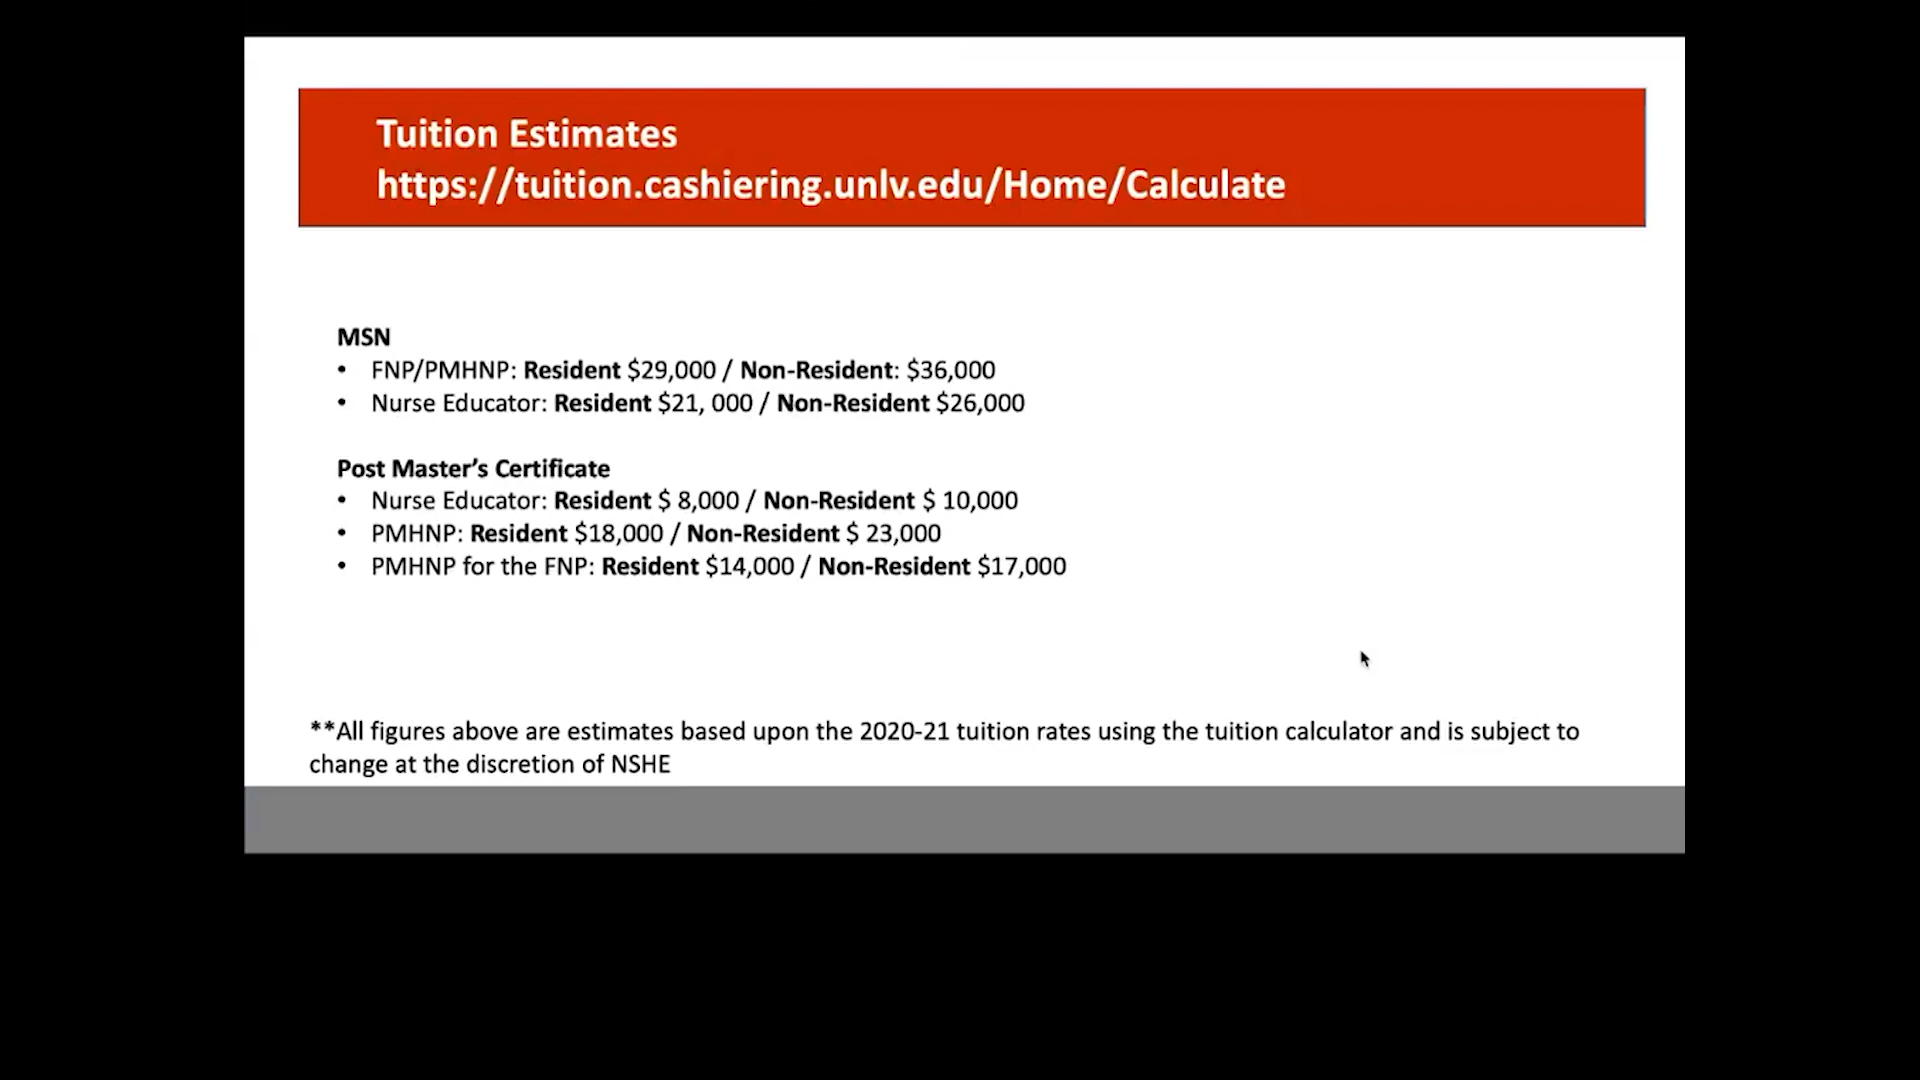 Tuition Estimates
https://tuition.cashiering.unlv.edu/Home/Calculate
MSN
• FNP/PMHNP: Resident $29,000 / Non-Resident: $36,000
• Nurse Educator: Resident $21, 000 / Non-Resident $26,000
Post Master’s Certificate
• Nurse Educator: Resident $ 8,000 / Non-Resident $ 10,000
• PMHNP: Resident $18,000 / Non-Resident $ 23,000
• PMHNP for the FNP: Resident $14,000 / Non-Resident $17,000
**All figures above are estimates based upon the 2020-21 tuition rates using the tuition calculator and is subject to
change at the discretion of NSHE